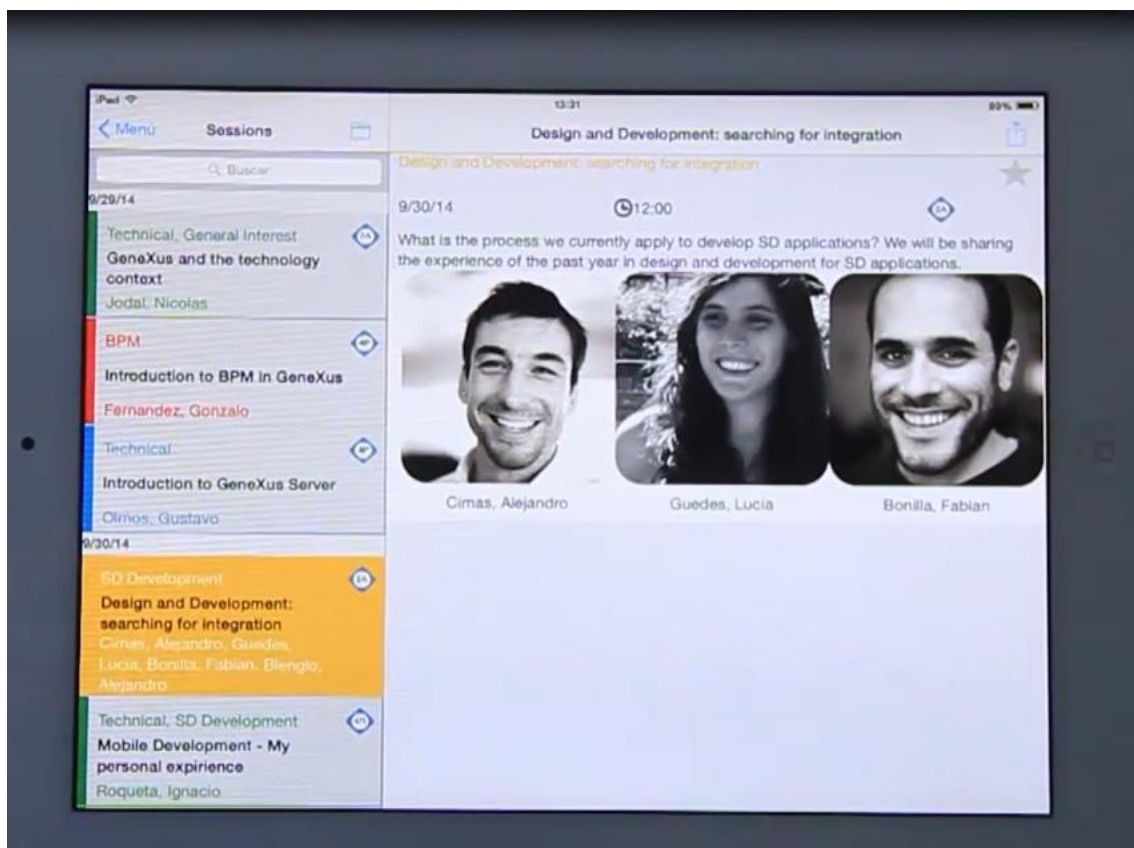 iPad
13:31
89%
Menú
Sessions
Design and Development: searching for integration
Buscar
9/29/14
Technical, General Interest
GeneXus and the technology
context
Jodal, Nicolas
BPM
Introduction to BPM in GeneXus
Fernandez, Gonzalo
Technical
Introduction to GeneXus Server
Olmos, Gustavo
9/30/14
SD Development
2A
Design and Development:
searching for integration
Cimas, Alejandro, Guedes,
Lucia, Bonilla, Fabian, Blengio,
Alejandro
Technical, SD Development
Mobile Development - My
personal expirience
Roqueta, Ignacio
Design and Development: searching for integration
9/30/14
12:00
2A
What is the process we currently apply to develop SD applications? We will be sharing
the experience of the past year in design and development for SD applications.
Cimas, Alejandro
Guedes, Lucia
Bonilla, Fabian